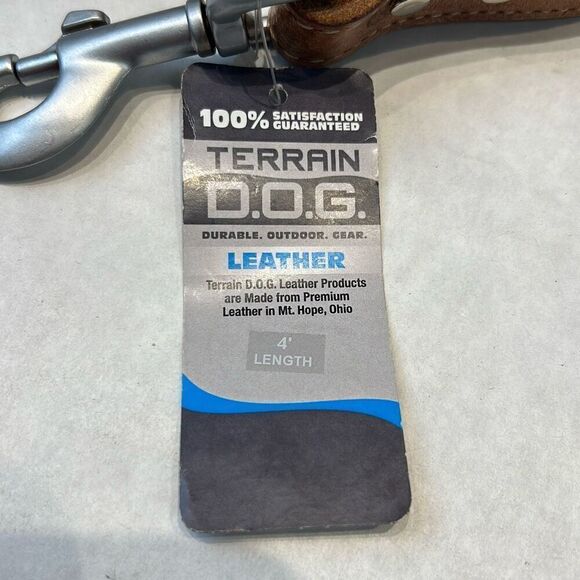 100% SATISFACTION GUARANTEED
TERRAIN
D.O.G.
DURABLE. OUTDOOR. GEAR.
LEATHER
Terrain D.O.G. Leather Products
are Made from Premium
Leather in Mt. Hope, Ohio
4'
LENGTH